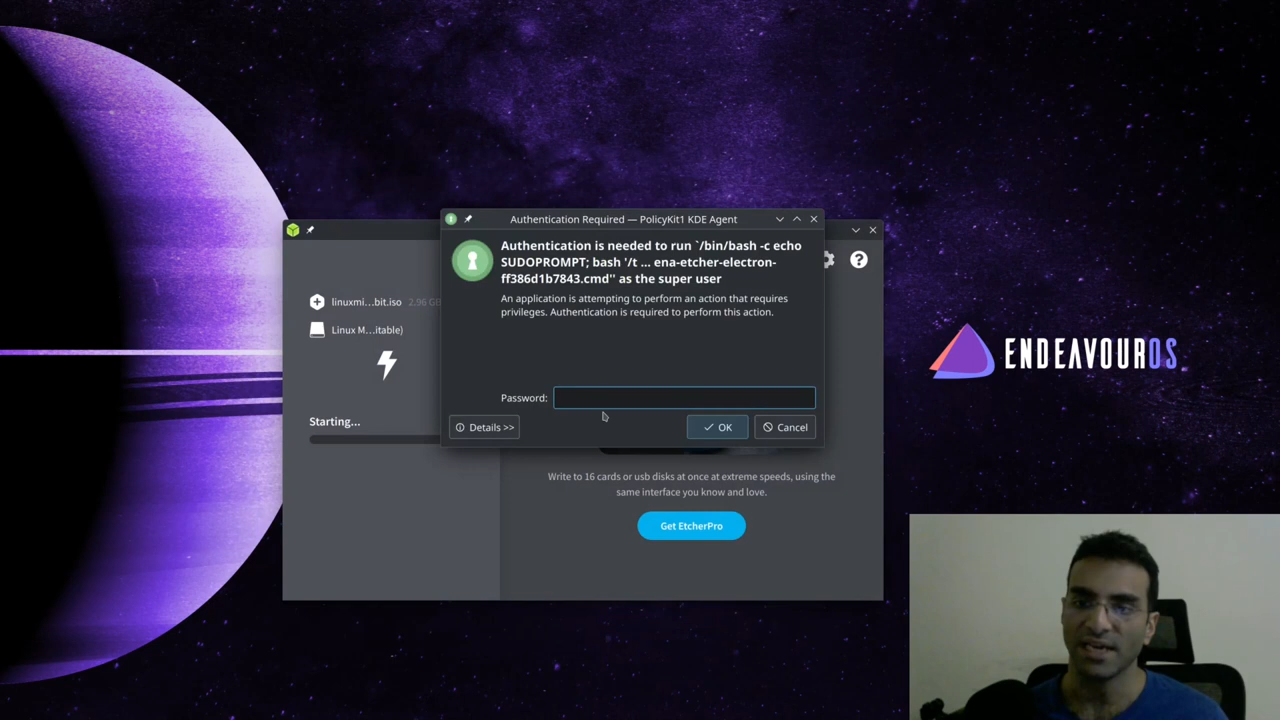 Authentication Required — PolicyKit1 KDE Agent
Authentication is needed to run `/bin/bash -c echo
SUDOPROMPT; bash '/t ... ena-etcher-electron-
ff386d1b7843.cmd'' as the super user
An application is attempting to perform an action that requires
privileges. Authentication is required to perform this action.
Password:
Details >>
OK
Cancel
linuxmi...bit.iso 2.96 GB
Linux M...itable)
Starting...
Write to 16 cards or usb disks at once at extreme speeds, using the
same interface you know and love.
Get EtcherPro
ENDEAVOUROS